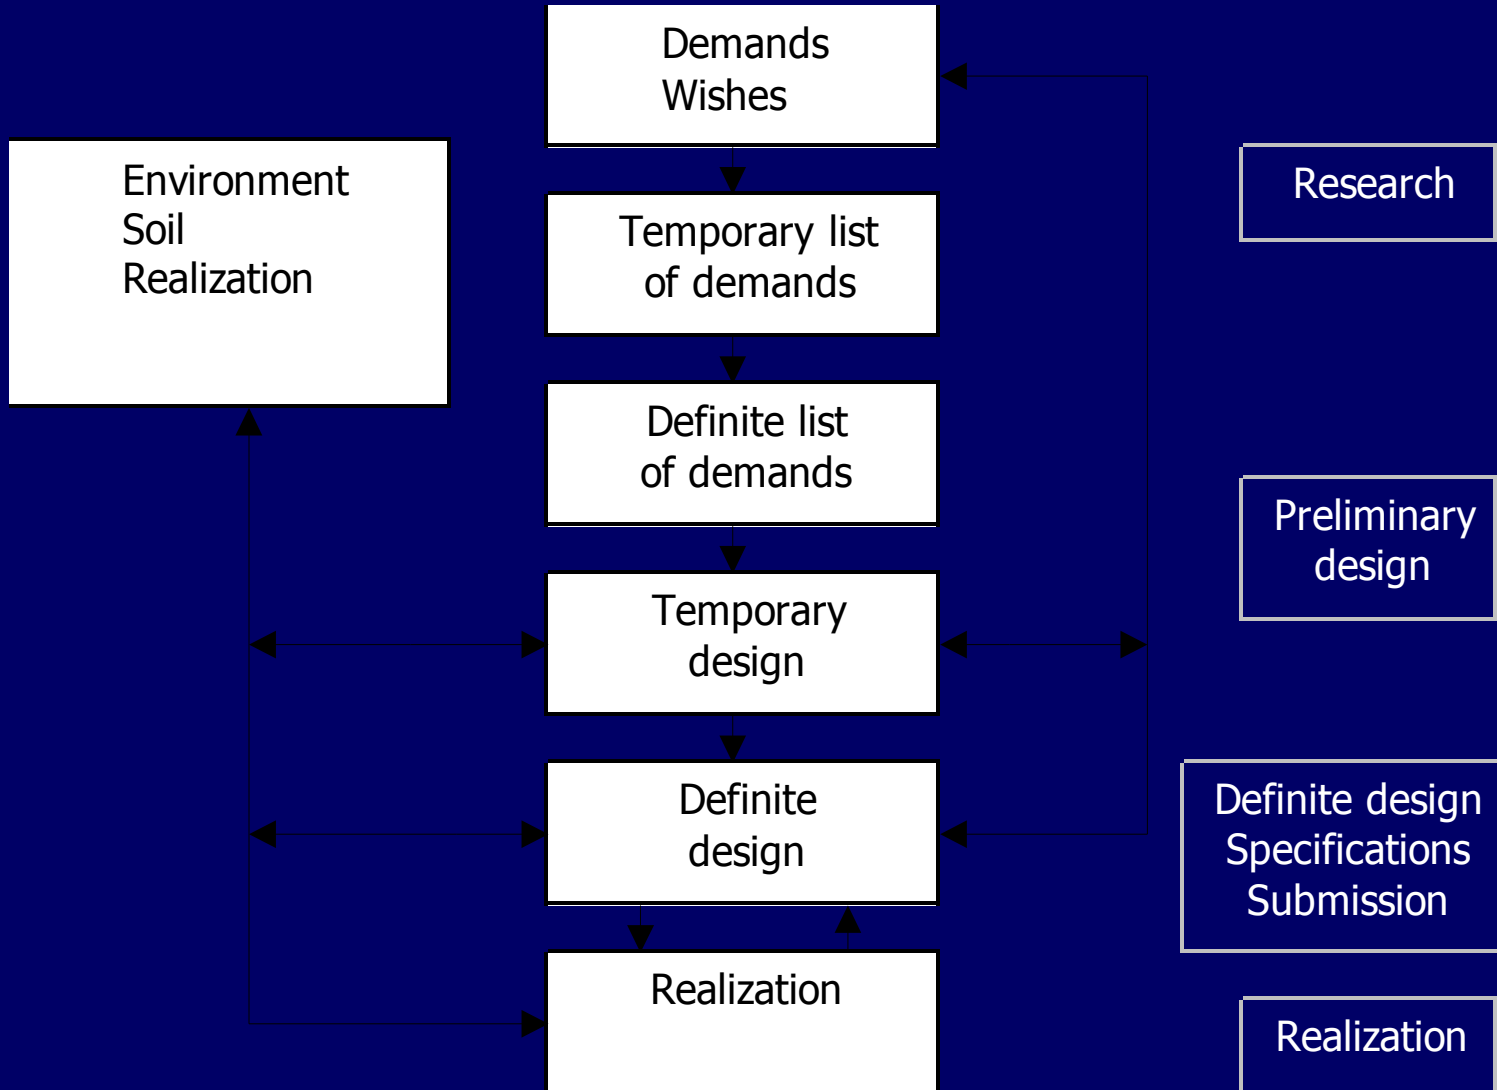 Demands
Wishes
Environment
Soil
Realization
Research
Temporary list
of demands
Definite list
of demands
Preliminary
design
Temporary
design
Definite
design
Definite design
Specifications
Submission
Realization
Realization